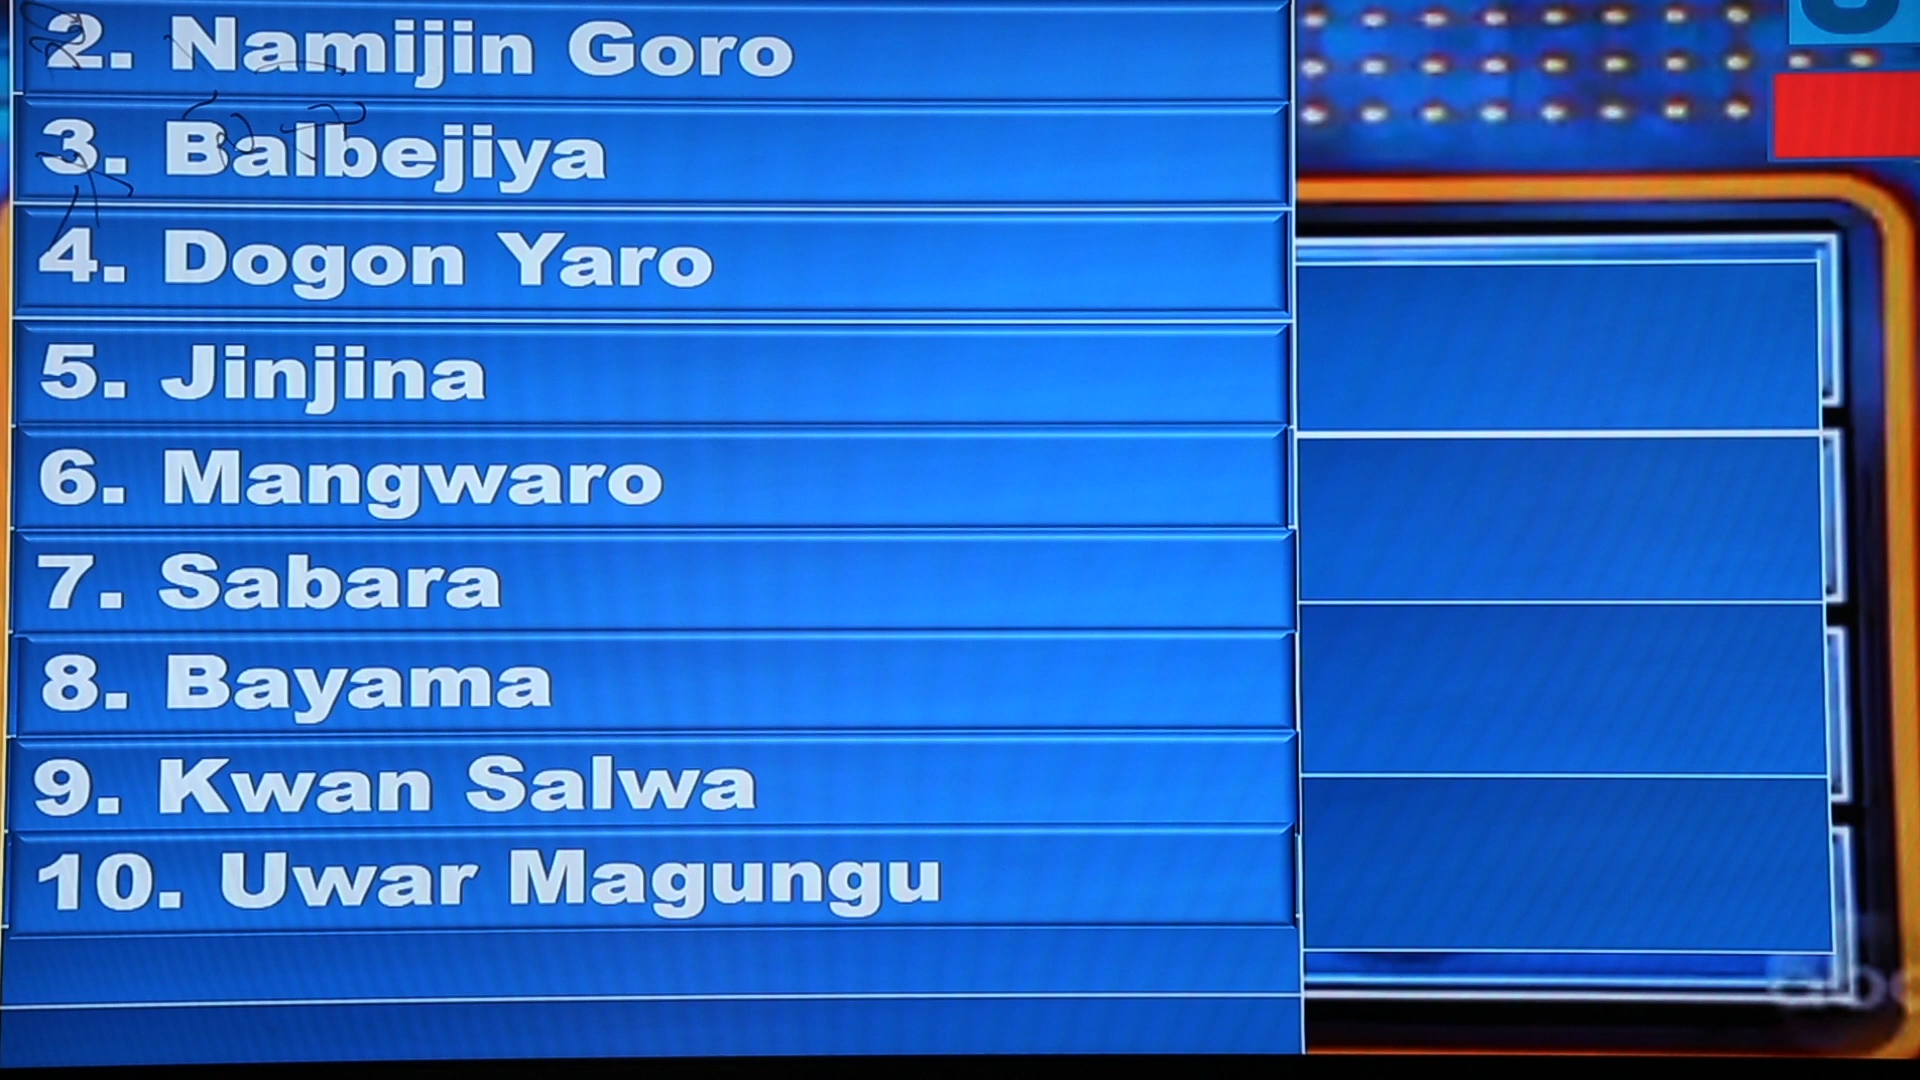 2. Namijin Goro
3. Balbejiya
4. Dogon Yaro
5. Jinjina
6. Mangwaro
7. Sabara
8. Bayama
9. Kwan Salwa
10. Uwar Magungu